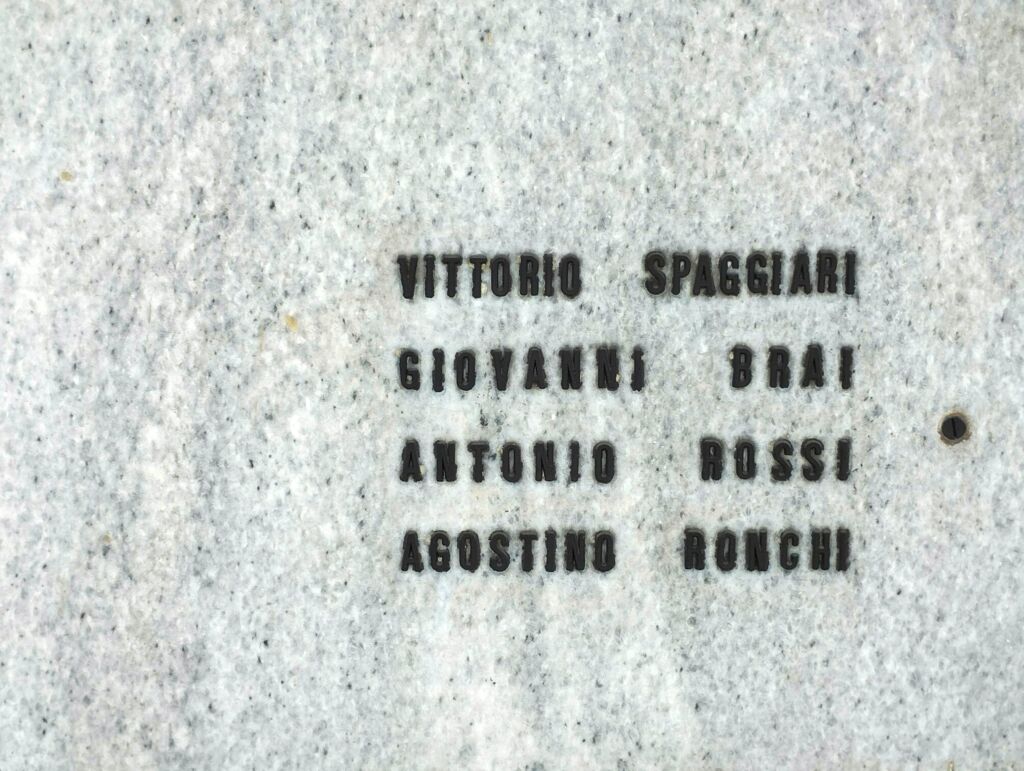 VITTORIO SPAGGIARI
GIOVANNI BRAI
ANTONIO ROSSI
AGOSTINO RONCHI